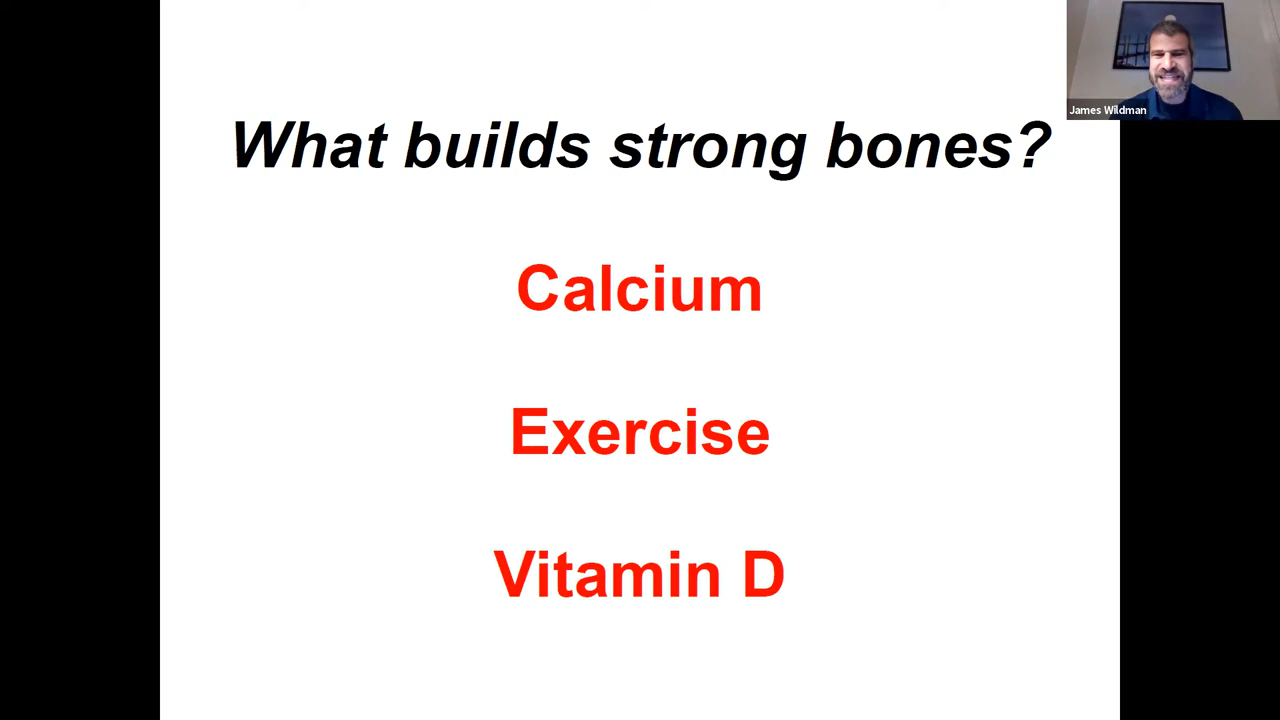 James Wildman
What builds strong bones?
Calcium
Exercise
Vitamin D